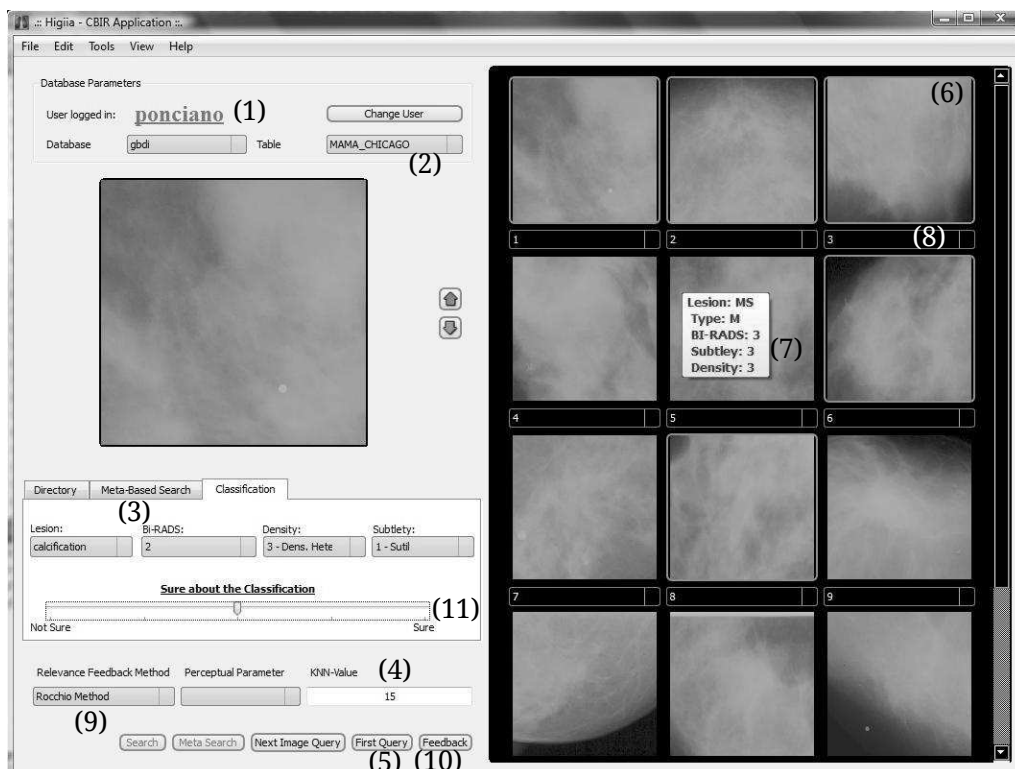 .:: Higiia - CBIR Application ::.
File Edit Tools View Help
Database Parameters
User logged in: ponciano (1) Change User
Database gbdi Table MAMA_CHICAGO
(2)
(6)
1 2 3 (8)
Lesion: MS
Type: M
BI-RADS: 3
Subtley: 3
Density: 3
(7)
4 5 6
Directory Meta-Based Search Classification
(3)
Lesion: Bi-RADS: Density: Subtlety:
calcification 2 3 - Dens. Hete 1 - Sutil
Sure about the Classification
(11)
Not Sure Sure
7 8 9
Relevance Feedback Method Perceptual Parameter KNN-Value (4)
Rocchio Method 15
(9)
Search Meta Search Next Image Query First Query Feedback
(5) (10)